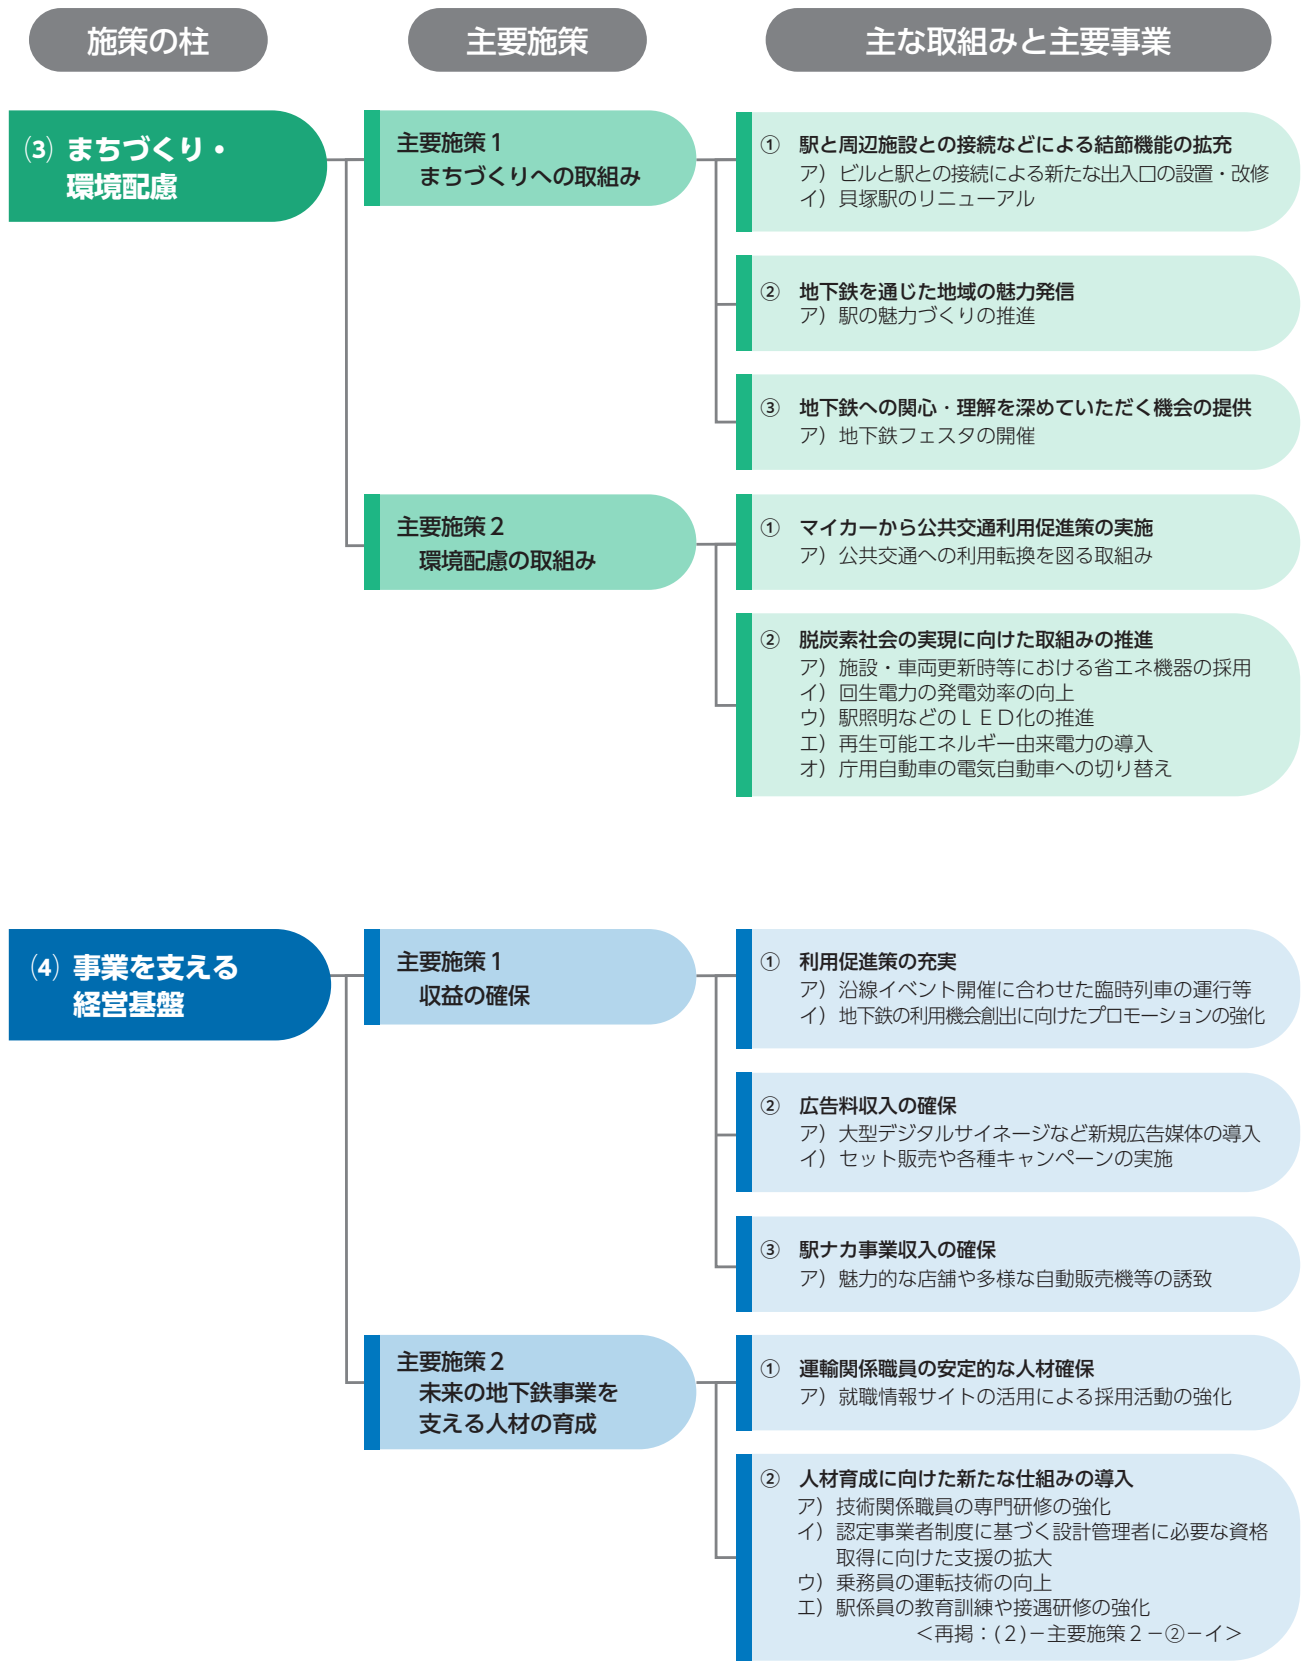 施策の柱
主要施策
主な取組みと主要事業
(3) まちづくり・
環境配慮
主要施策1
まちづくりへの取組み
① 駅と周辺施設との接続などによる結節機能の拡充
ア）ビルと駅との接続による新たな出入口の設置・改修
イ）貝塚駅のリニューアル
② 地下鉄を通じた地域の魅力発信
ア）駅の魅力づくりの推進
③ 地下鉄への関心・理解を深めていただく機会の提供
ア）地下鉄フェスタの開催
主要施策2
環境配慮の取組み
① マイカーから公共交通利用促進策の実施
ア）公共交通への利用転換を図る取組み
② 脱炭素社会の実現に向けた取組みの推進
ア）施設・車両更新時等における省エネ機器の採用
イ）回生電力の発電効率の向上
ウ）駅照明などのＬＥＤ化の推進
エ）再生可能エネルギー由来電力の導入
オ）庁用自動車の電気自動車への切り替え
(4) 事業を支える
経営基盤
主要施策1
収益の確保
① 利用促進策の充実
ア）沿線イベント開催に合わせた臨時列車の運行等
イ）地下鉄の利用機会創出に向けたプロモーションの強化
② 広告料収入の確保
ア）大型デジタルサイネージなど新規広告媒体の導入
イ）セット販売や各種キャンペーンの実施
③ 駅ナカ事業収入の確保
ア）魅力的な店舗や多様な自動販売機等の誘致
主要施策2
未来の地下鉄事業を
支える人材の育成
① 運輸関係職員の安定的な人材確保
ア）就職情報サイトの活用による採用活動の強化
② 人材育成に向けた新たな仕組みの導入
ア）技術関係職員の専門研修の強化
イ）認定事業者制度に基づく設計管理者に必要な資格
取得に向けた支援の拡大
ウ）乗務員の運転技術の向上
エ）駅係員の教育訓練や接遇研修の強化
＜再掲：(２)－主要施策２－②－イ＞